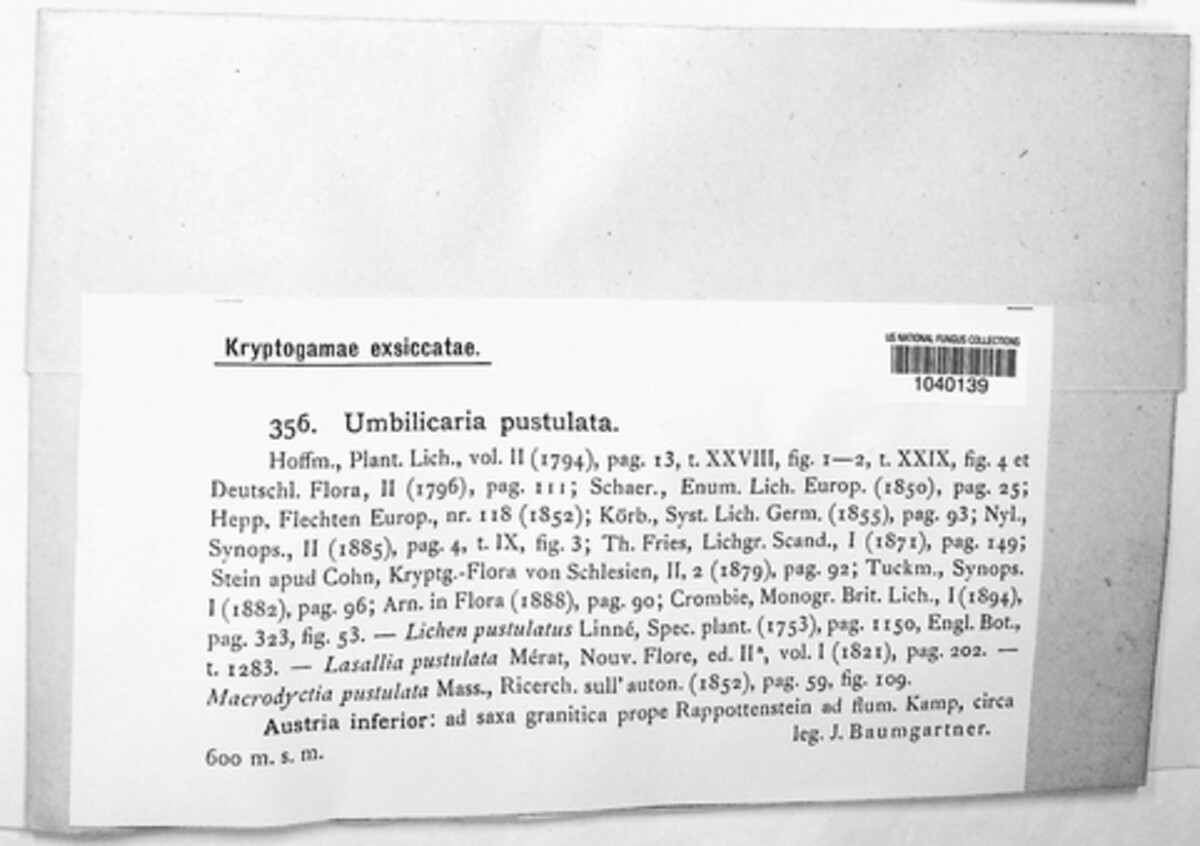 Kryptogamae exsiccatae.
US NATIONAL FUNGUS COLLECTIONS
1040139
356. Umbilicaria pustulata.
Hoffm., Plant. Lich., vol. II (1794), pag. 13, t. XXVIII, fig. 1—2, t. XXIX, fig. 4 et
Deutschl. Flora, II (1796), pag. 111; Schaer., Enum. Lich. Europ. (1850), pag. 25;
Hepp, Flechten Europ., nr. 118 (1852); Körb., Syst. Lich. Germ. (1855), pag. 93; Nyl.,
Synops., II (1885), pag. 4, t. IX, fig. 3; Th. Fries, Lichgr. Scand., I (1871), pag. 149;
Stein apud Cohn, Kryptg.-Flora von Schlesien, II, 2 (1879), pag. 92; Tuckm., Synops.
I (1882), pag. 96; Arn. in Flora (1888), pag. 90; Crombie, Monogr. Brit. Lich., I (1894),
pag. 323, fig. 53. — Lichen pustulatus Linné, Spec. plant. (1753), pag. 1150, Engl. Bot.,
t. 1283. — Lasallia pustulata Mérat, Nouv. Flore, ed. IIª, vol. I (1821), pag. 202. —
Macrodyctia pustulata Mass., Ricerch. sull' auton. (1852), pag. 59, fig. 109.
Austria inferior: ad saxa granitica prope Rappottenstein ad flum. Kamp, circa
600 m. s. m.
leg. J. Baumgartner.